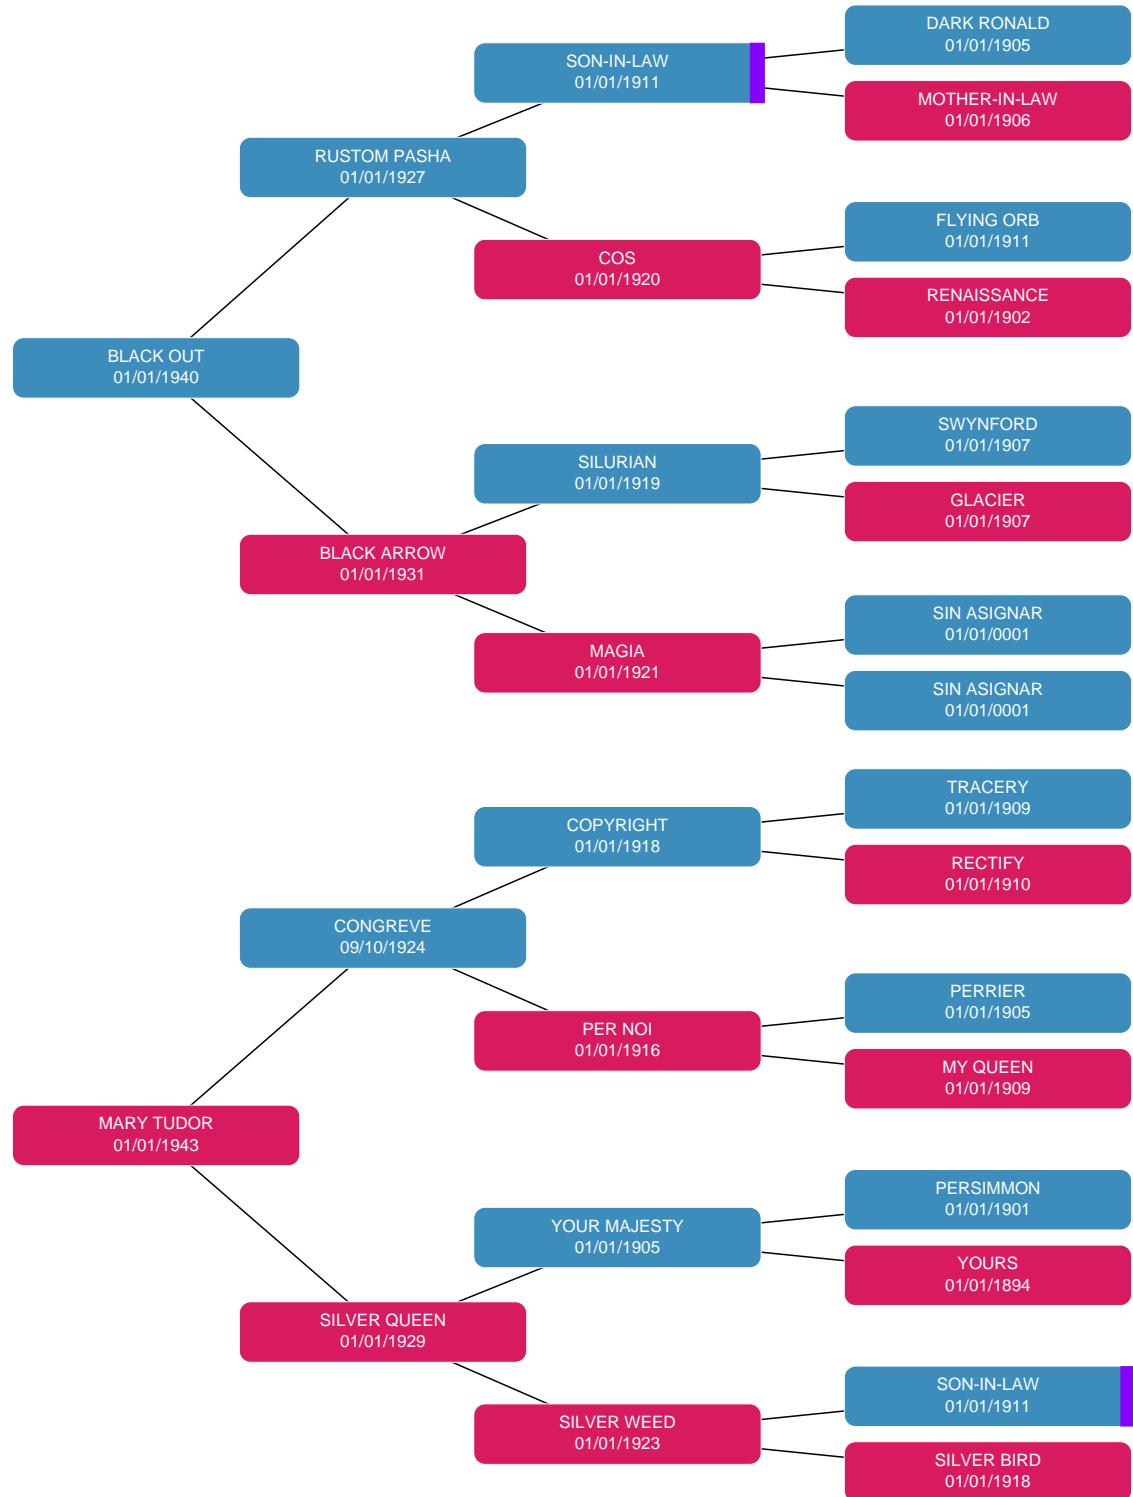 DARK RONALD
01/01/1905
SON-IN-LAW
01/01/1911
MOTHER-IN-LAW
01/01/1906
RUSTOM PASHA
01/01/1927
FLYING ORB
01/01/1911
COS
01/01/1920
RENAISSANCE
01/01/1902
BLACK OUT
01/01/1940
SWYNFORD
01/01/1907
SILURIAN
01/01/1919
GLACIER
01/01/1907
BLACK ARROW
01/01/1931
SIN ASIGNAR
01/01/0001
MAGIA
01/01/1921
SIN ASIGNAR
01/01/0001
TRACERY
01/01/1909
COPYRIGHT
01/01/1918
RECTIFY
01/01/1910
CONGREVE
09/10/1924
PERRIER
01/01/1905
PER NOI
01/01/1916
MY QUEEN
01/01/1909
MARY TUDOR
01/01/1943
PERSIMMON
01/01/1901
YOUR MAJESTY
01/01/1905
YOURS
01/01/1894
SILVER QUEEN
01/01/1929
SON-IN-LAW
01/01/1911
SILVER WEED
01/01/1923
SILVER BIRD
01/01/1918